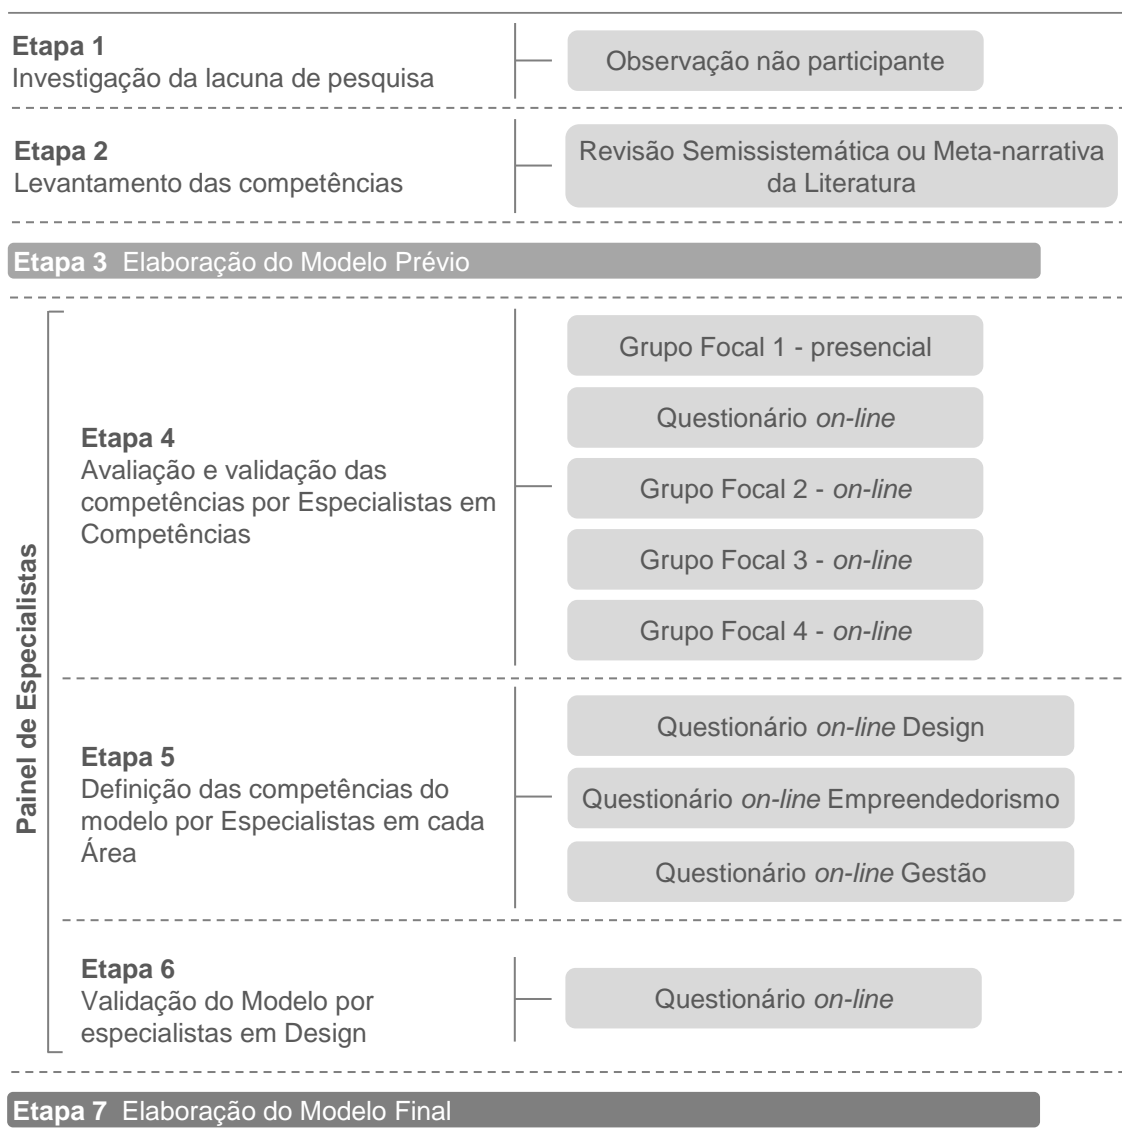 Etapa 1
Investigação da lacuna de pesquisa
Observação não participante
Etapa 2
Levantamento das competências
Revisão Semissistemática ou Meta-narrativa
da Literatura
Etapa 3 Elaboração do Modelo Prévio
Painel de Especialistas
Etapa 4
Avaliação e validação das
competências por Especialistas em
Competências
Grupo Focal 1 - presencial
Questionário on-line
Grupo Focal 2 - on-line
Grupo Focal 3 - on-line
Grupo Focal 4 - on-line
Etapa 5
Definição das competências do
modelo por Especialistas em cada
Área
Questionário on-line Design
Questionário on-line Empreendedorismo
Questionário on-line Gestão
Etapa 6
Validação do Modelo por
especialistas em Design
Questionário on-line
Etapa 7 Elaboração do Modelo Final